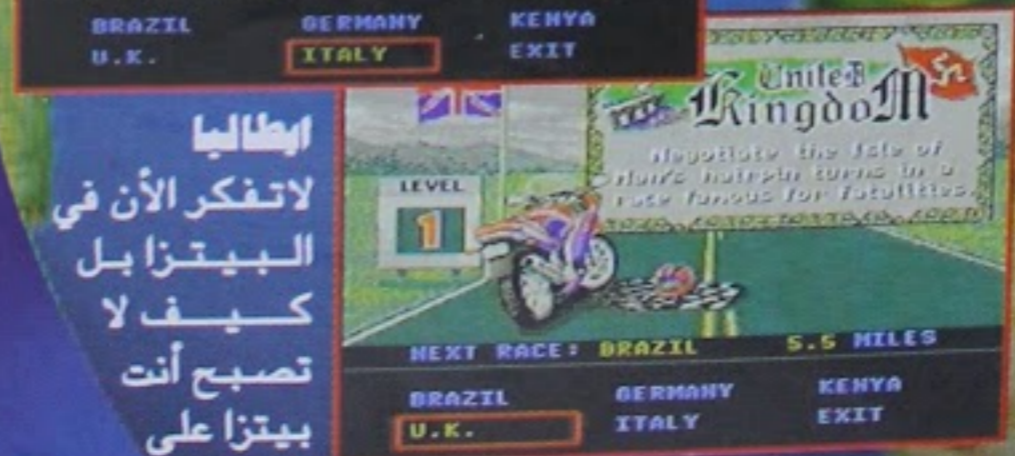 BRAZIL GERMANY KENYA
U.K. ITALY EXIT
ايطاليا
لاتفكر الأن في
البيتزا بل
كيف لا
تصبح أنت
بيتزا على
United
Kingdom
Negotiate the Isle of
Man's hairpin turns in a
race famous for fatalities.
LEVEL
1
NEXT RACE: BRAZIL 5.5 MILES
BRAZIL GERMANY KENYA
U.K. ITALY EXIT